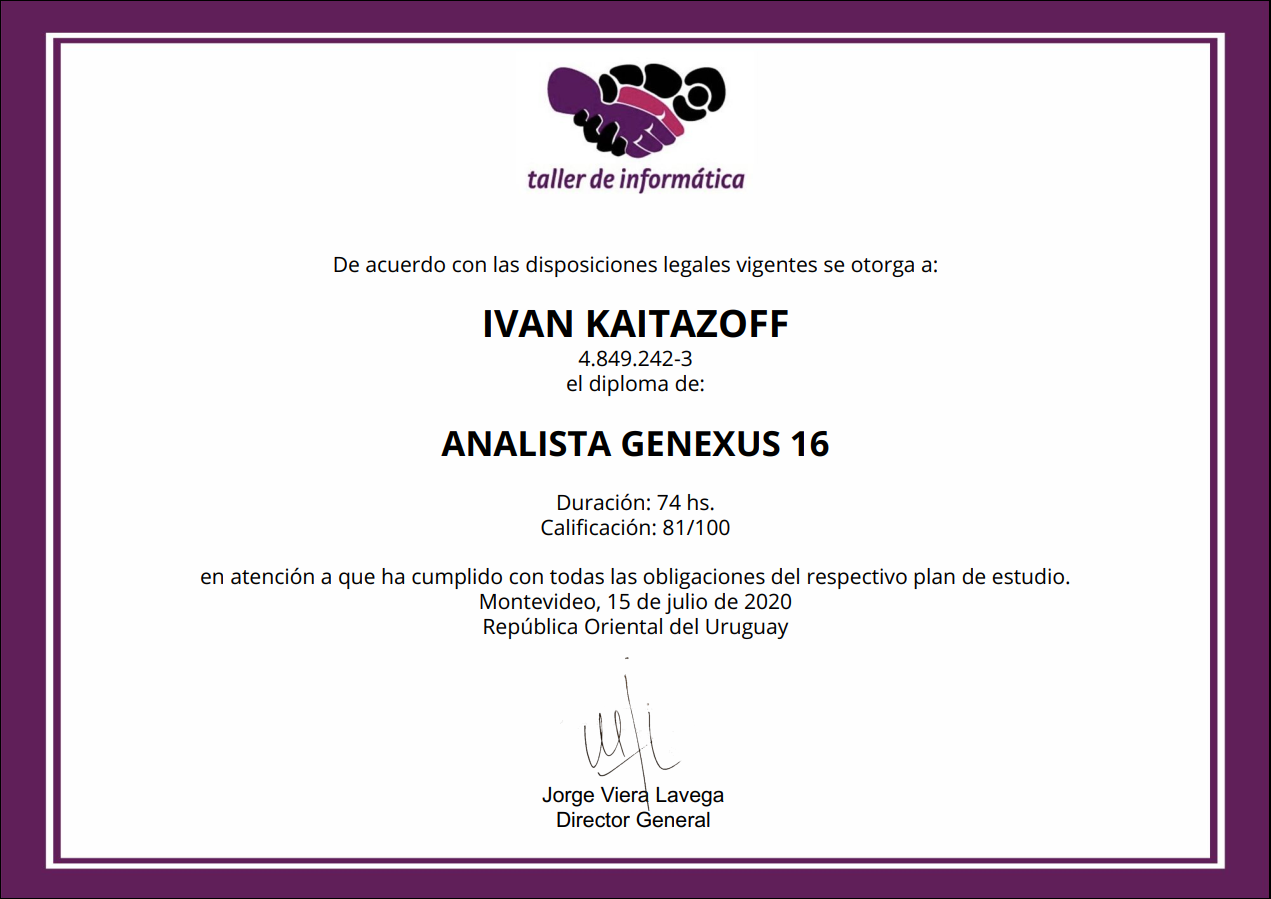 taller de informática
De acuerdo con las disposiciones legales vigentes se otorga a:
IVAN KAITAZOFF
4.849.242-3
el diploma de:
ANALISTA GENEXUS 16
Duración: 74 hs.
Calificación: 81/100
en atención a que ha cumplido con todas las obligaciones del respectivo plan de estudio.
Montevideo, 15 de julio de 2020
República Oriental del Uruguay
Jorge Viera Lavega
Director General